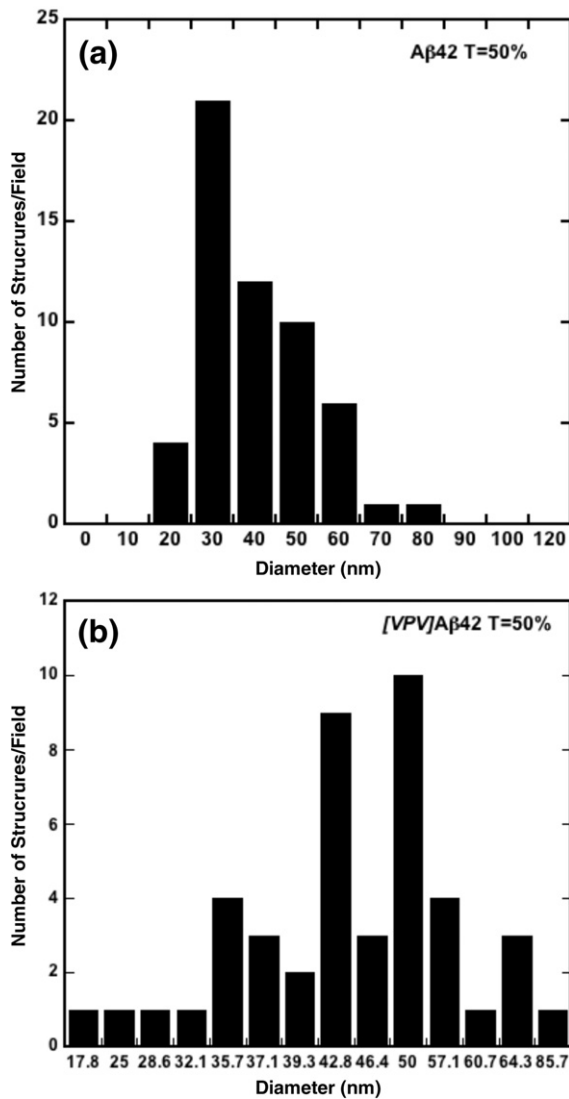 25
(a)
Aβ42 T=50%
20
15
10
5
0
Number of Strucrures/Field
0 10 20 30 40 50 60 70 80 90 100 120
Diameter (nm)
12
(b)
[VPV]Aβ42 T=50%
10
8
6
4
2
0
Number of Strucrures/Field
17.8 25 28.6 32.1 35.7 37.1 39.3 42.8 46.4 50 57.1 60.7 64.3 85.7
Diameter (nm)